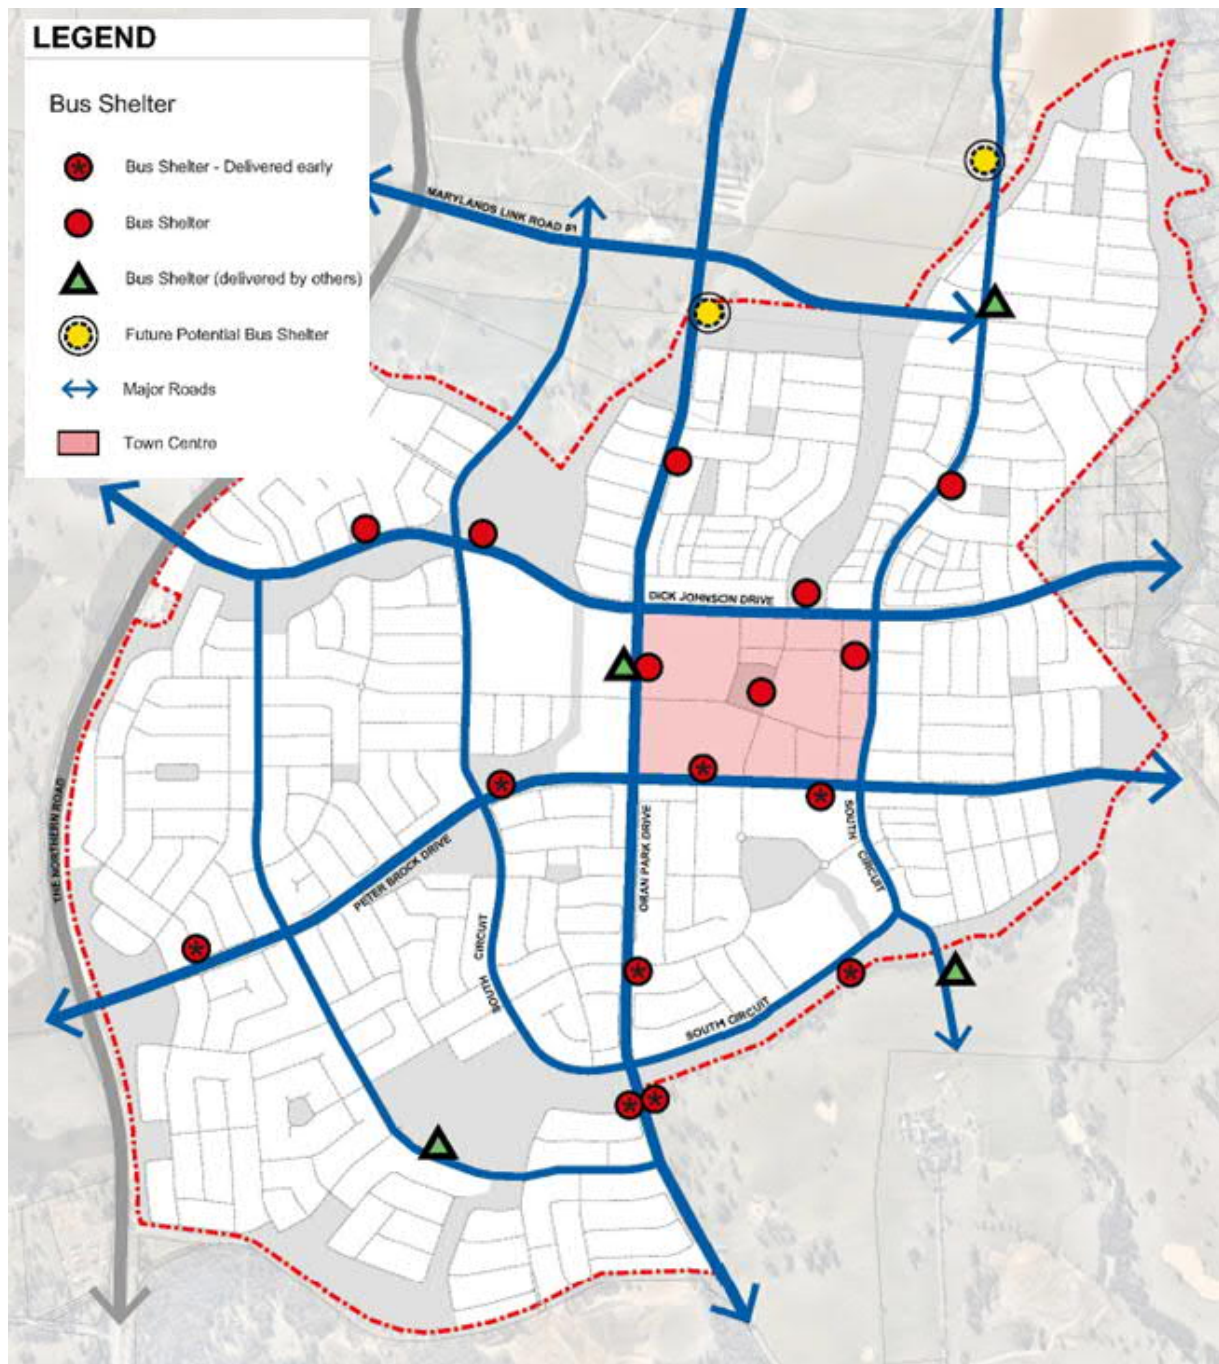 LEGEND
Bus Shelter
Bus Shelter - Delivered early
Bus Shelter
Bus Shelter (delivered by others)
Future Potential Bus Shelter
Major Roads
Town Centre
MARYLANDS LINK ROAD #1
DICK JOHNSON DRIVE
THE NORTHERN ROAD
PETER BROCK DRIVE
ORAN PARK DRIVE
SOUTH CIRCUIT
SOUTH CIRCUIT
SOUTH CIRCUIT